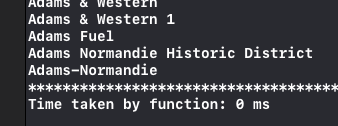 Adams & Western
Adams & Western 1
Adams Fuel
Adams Normandie Historic District
Adams-Normandie
************************************
Time taken by function: 0 ms